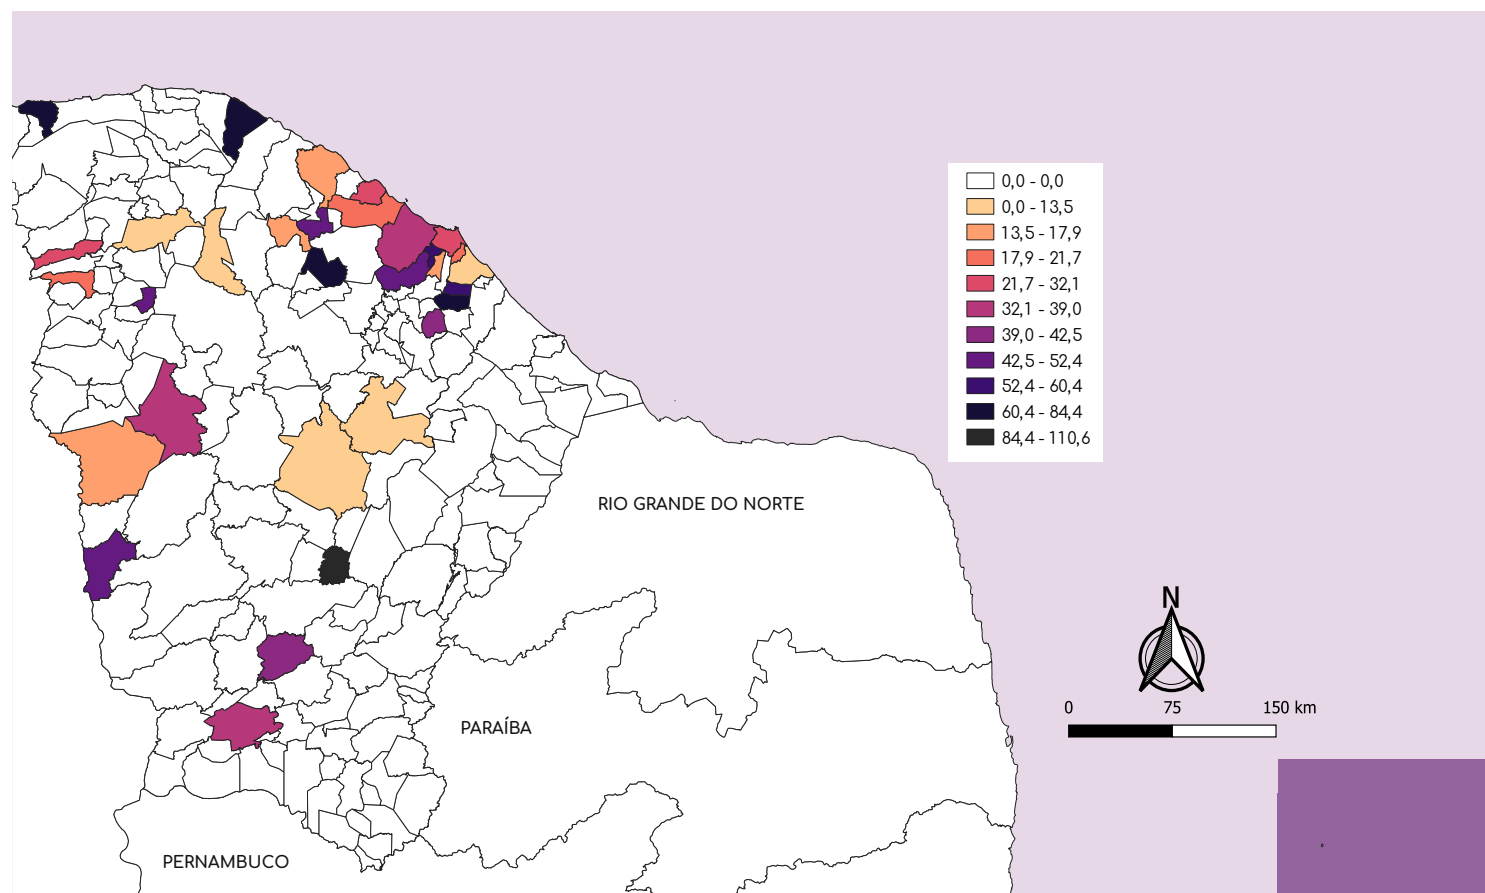 0,0 - 0,0
0,0 - 13,5
13,5 - 17,9
17,9 - 21,7
21,7 - 32,1
32,1 - 39,0
39,0 - 42,5
42,5 - 52,4
52,4 - 60,4
60,4 - 84,4
84,4 - 110,6
RIO GRANDE DO NORTE
N
0 75 150 km
PARAÍBA
PERNAMBUCO